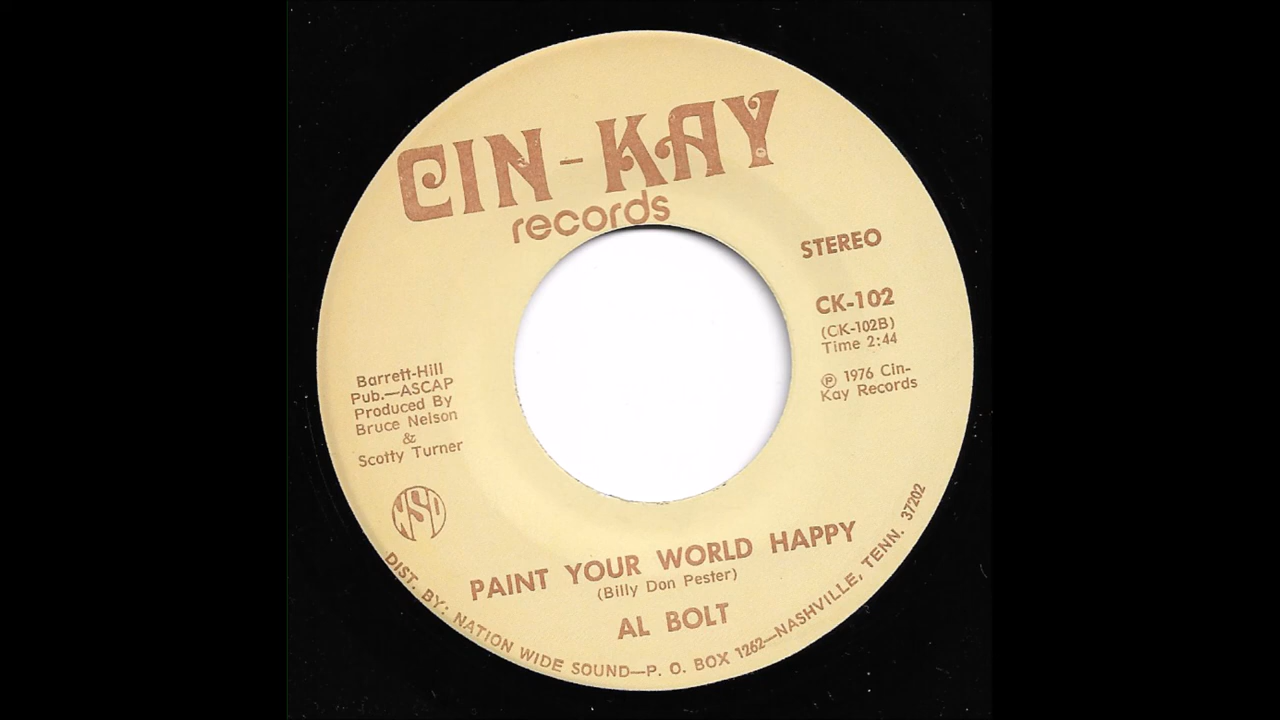 CIN-KAY
records
STEREO
CK-102
(CK-102B)
Time 2:44
℗ 1976 Cin-
Kay Records
Barrett-Hill
Pub.—ASCAP
Produced By
Bruce Nelson
&
Scotty Turner
NSD
PAINT YOUR WORLD HAPPY
(Billy Don Pester)
AL BOLT
DIST. BY: NATION WIDE SOUND—P. O. BOX 1262—NASHVILLE, TENN. 37202